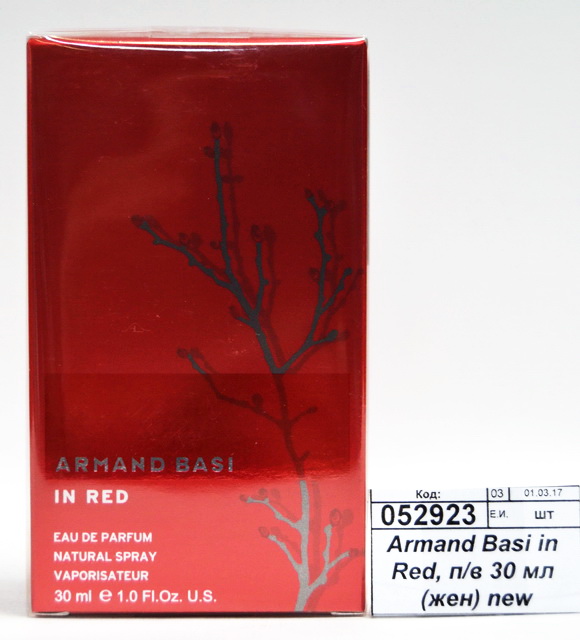 ARMAND BASI
IN RED
EAU DE PARFUM
NATURAL SPRAY
VAPORISATEUR
30 ml e 1.0 Fl.Oz. U.S.
Код: 03 01.03.17
052923 Е.И. шт
Armand Basi in
Red, п/в 30 мл
(жен) new